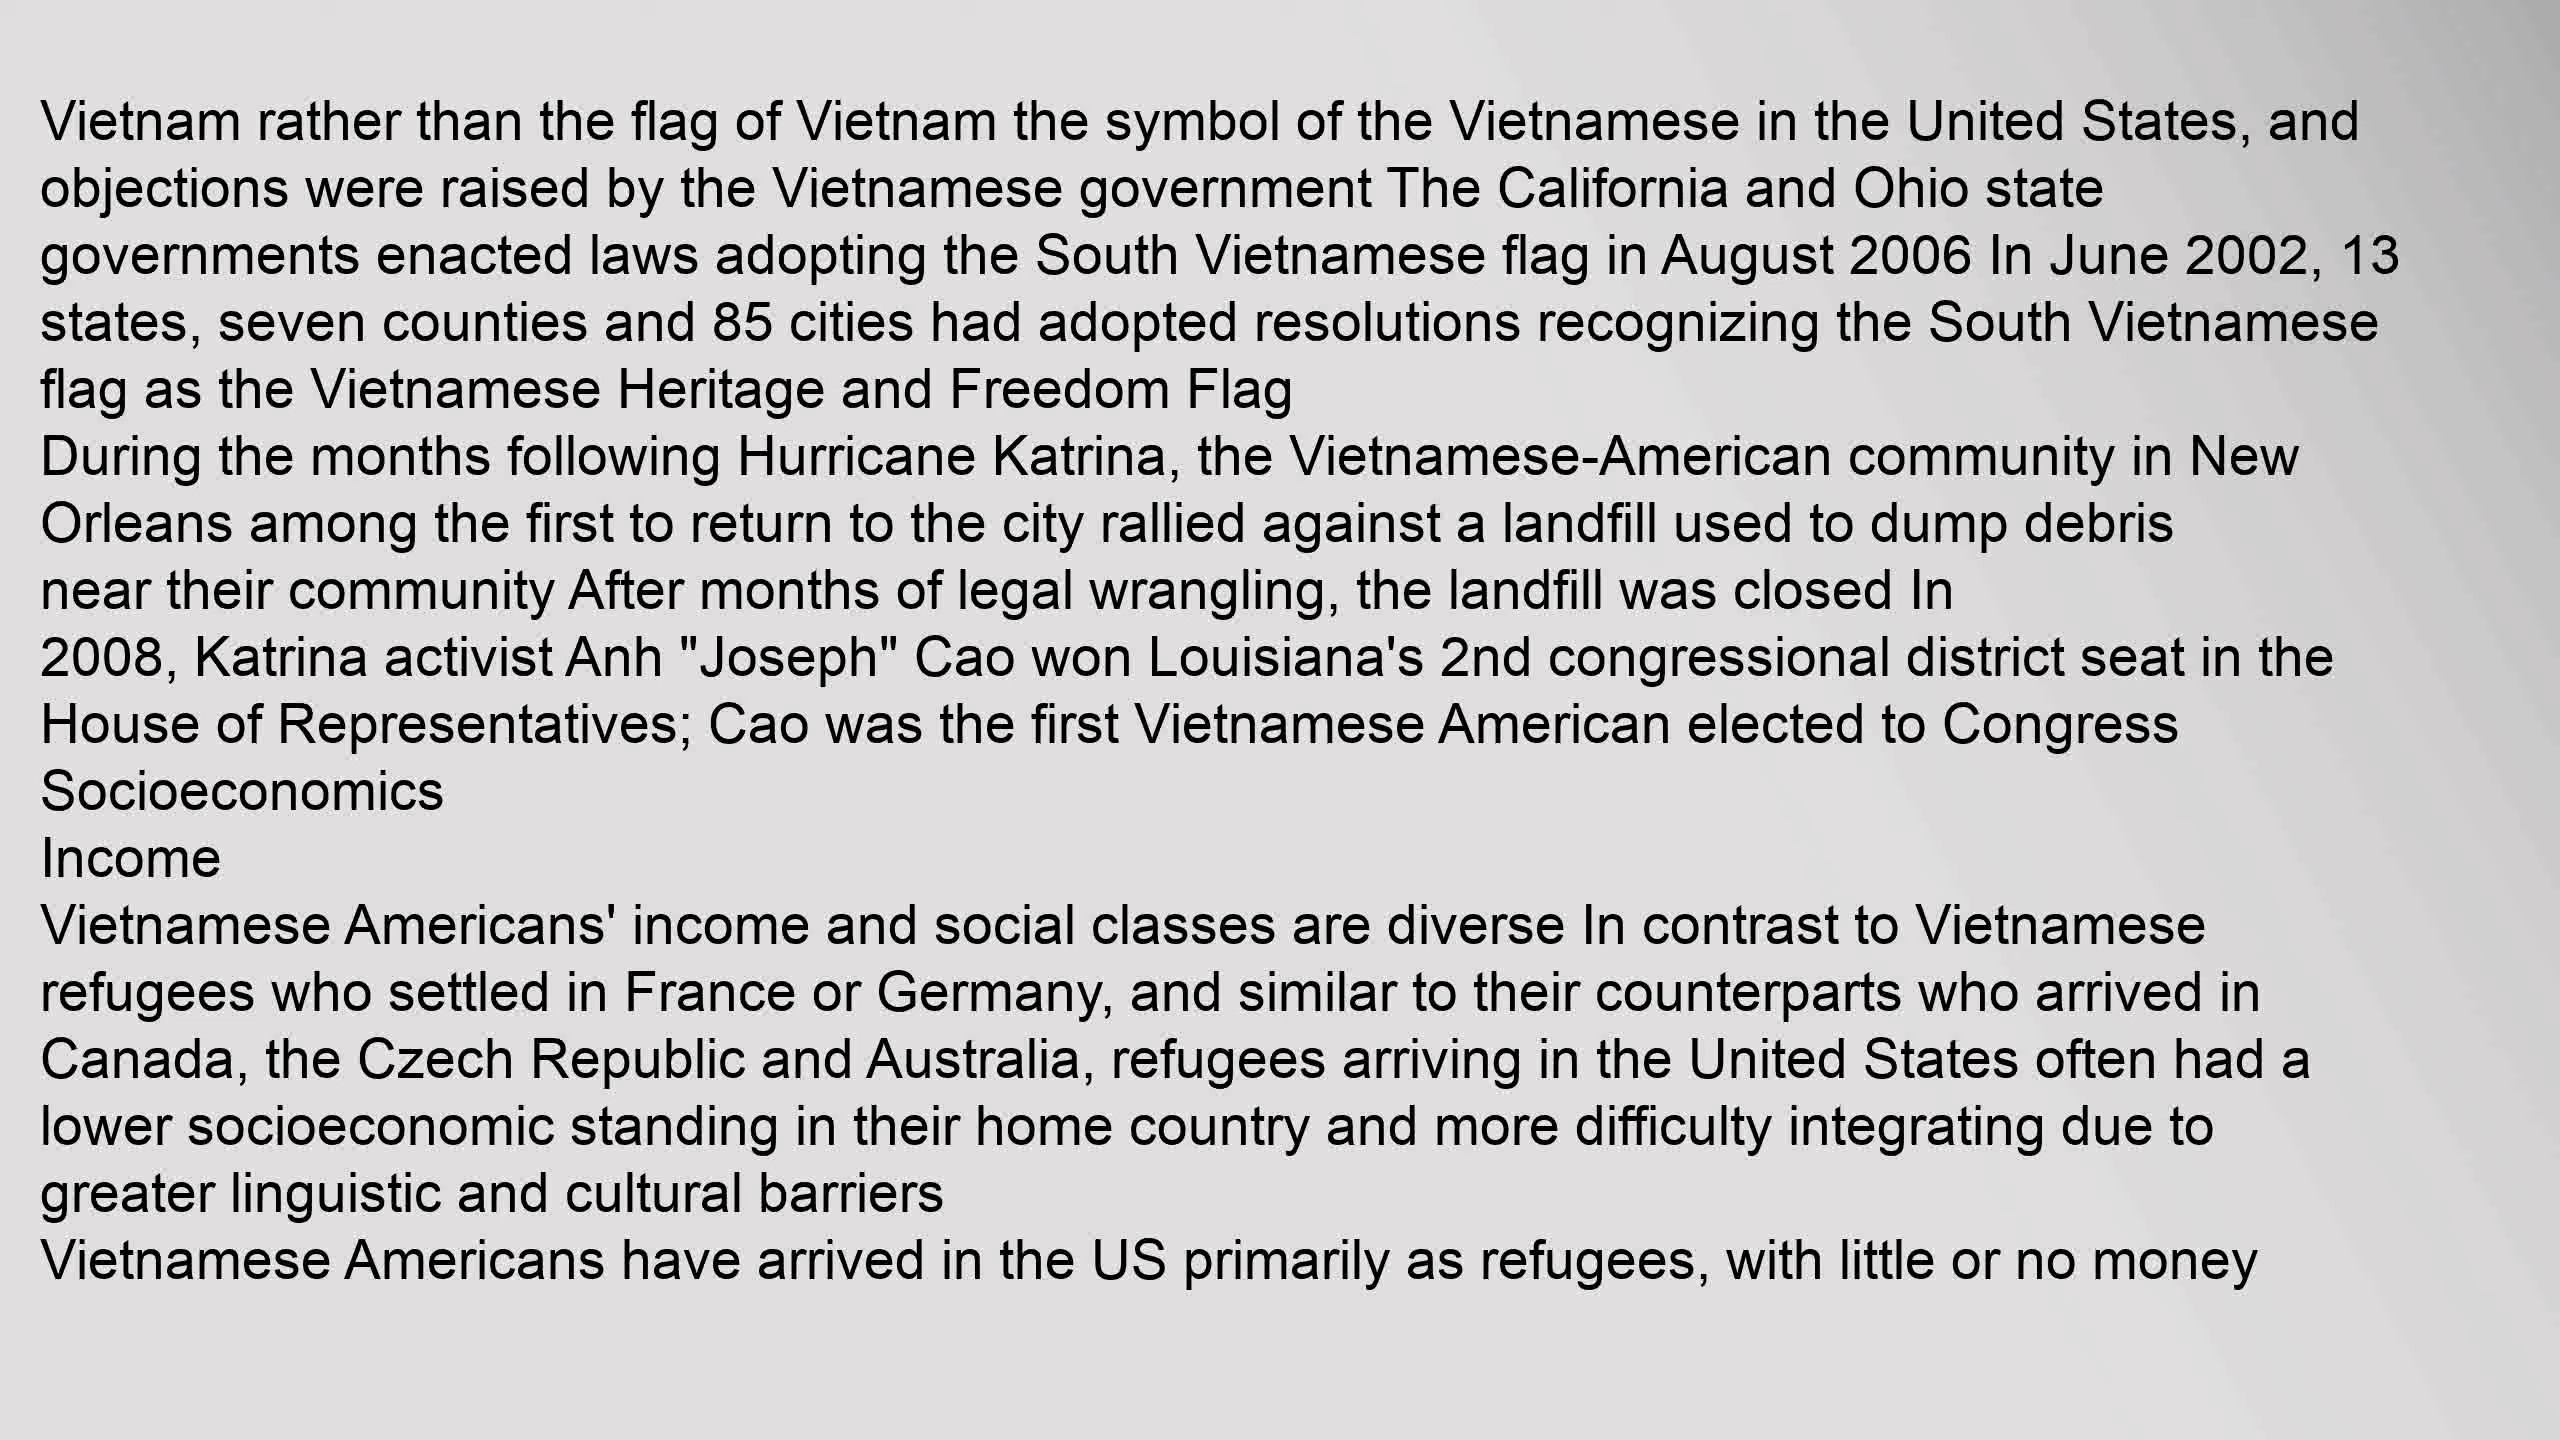 Vietnam rather than the flag of Vietnam the symbol of the Vietnamese in the United States, and
objections were raised by the Vietnamese government The California and Ohio state
governments enacted laws adopting the South Vietnamese flag in August 2006 In June 2002, 13
states, seven counties and 85 cities had adopted resolutions recognizing the South Vietnamese
flag as the Vietnamese Heritage and Freedom Flag
During the months following Hurricane Katrina, the Vietnamese-American community in New
Orleans among the first to return to the city rallied against a landfill used to dump debris
near their community After months of legal wrangling, the landfill was closed In
2008, Katrina activist Anh "Joseph" Cao won Louisiana's 2nd congressional district seat in the
House of Representatives; Cao was the first Vietnamese American elected to Congress
Socioeconomics
Income
Vietnamese Americans' income and social classes are diverse In contrast to Vietnamese
refugees who settled in France or Germany, and similar to their counterparts who arrived in
Canada, the Czech Republic and Australia, refugees arriving in the United States often had a
lower socioeconomic standing in their home country and more difficulty integrating due to
greater linguistic and cultural barriers
Vietnamese Americans have arrived in the US primarily as refugees, with little or no money